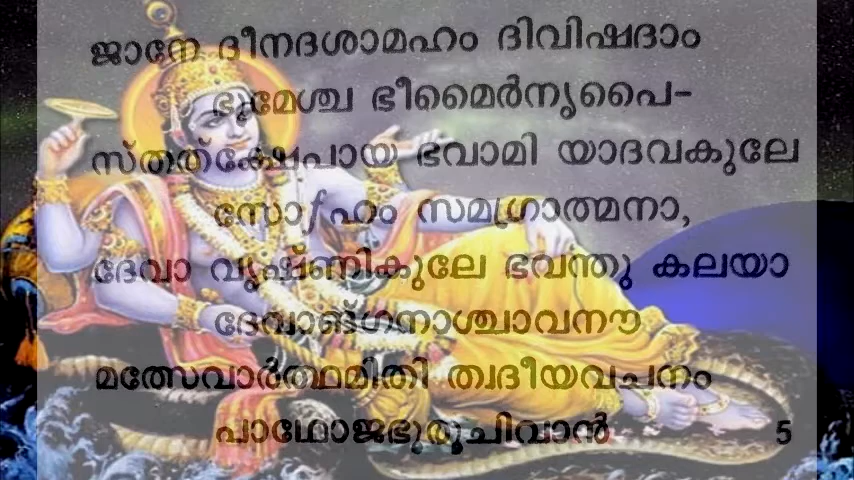 ജാനേ ദീനദശാമഹം ദിവിഷദാം
ഭൂമേശ്ച ഭീമൈർനൃപൈ-
സ്തത്ക്ഷേപായ ഭവാമി യാദവകുലേ
സോƒഹം സമഗ്രാത്മനാ,
ദേവാ വൃഷ്ണികുലേ ഭവന്തു കലയാ
ദേവാങ്ഗനാശ്ചാവനൗ
മത്സേവാർത്ഥമിതി ത്വദീയവചനം
പാഥോജഭൂരൂചിവാൻ 5